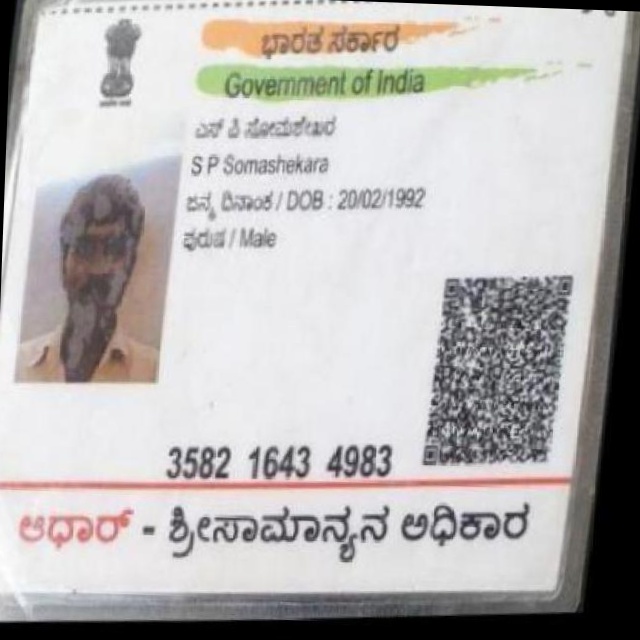 ಭಾರತ ಸರ್ಕಾರ
Government of India
ಎಸ್ ಪಿ ಸೋಮಶೇಖರ
S P Somashekara
ಜನ್ಮ ದಿನಾಂಕ / DOB : 20/02/1992
ಪುರುಷ / Male
3582 1643 4983
ಆಧಾರ್ - ಶ್ರೀಸಾಮಾನ್ಯನ ಅಧಿಕಾರ